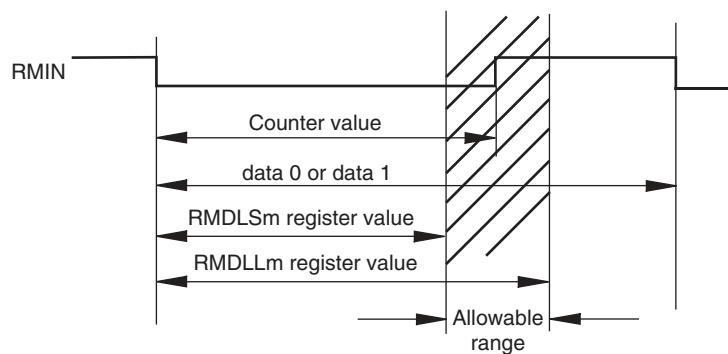 RMIN
Counter value
data 0 or data 1
RMDLSm register value
RMDLLm register value
Allowable
range